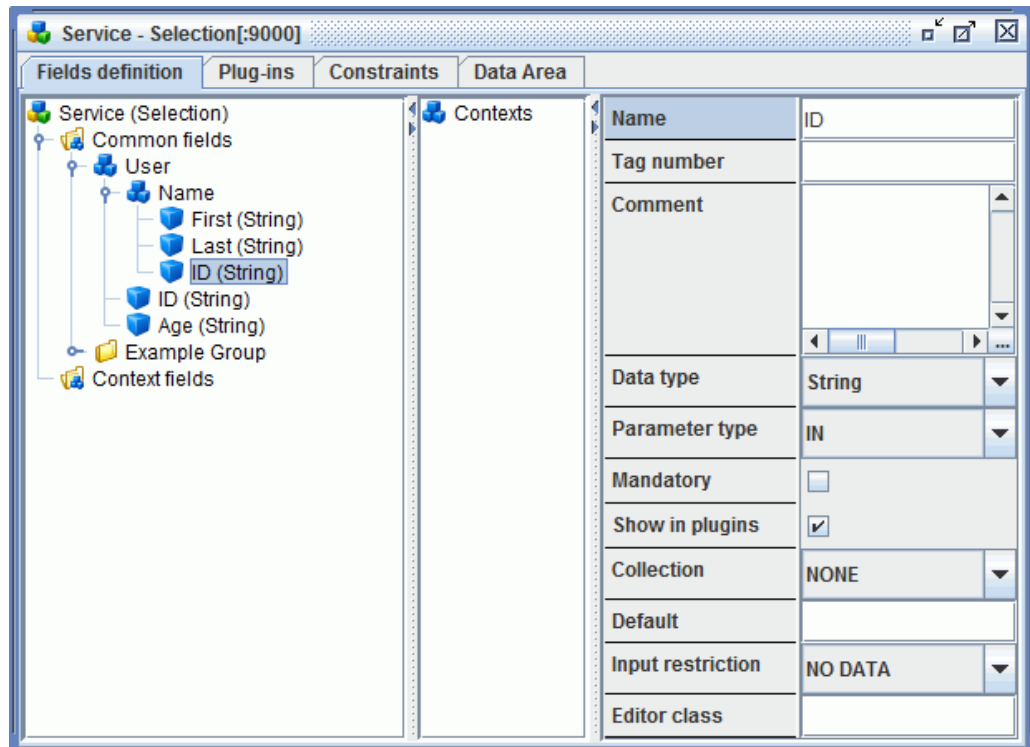 Service - Selection[:9000]
Fields definition
Plug-ins
Constraints
Data Area
Service (Selection)
Common fields
User
Name
First (String)
Last (String)
ID (String)
ID (String)
Age (String)
Example Group
Context fields
Contexts
Name
ID
Tag number
Comment
...
Data type
String
Parameter type
IN
Mandatory
Show in plugins
Collection
NONE
Default
Input restriction
NO DATA
Editor class